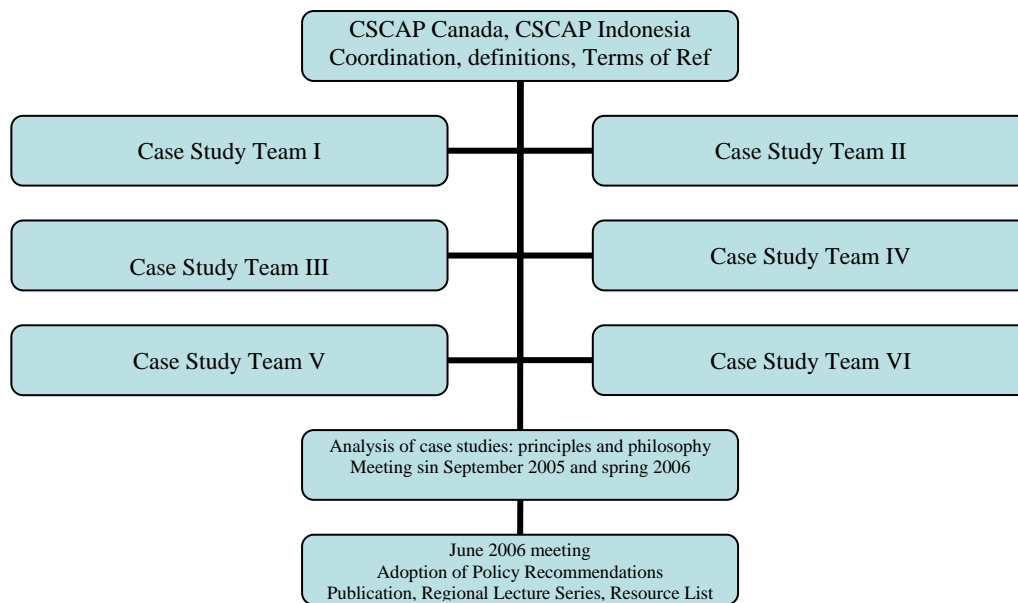 CSCAP Canada, CSCAP Indonesia
Coordination, definitions, Terms of Ref
Case Study Team I
Case Study Team II
Case Study Team III
Case Study Team IV
Case Study Team V
Case Study Team VI
Analysis of case studies: principles and philosophy
Meeting sin September 2005 and spring 2006
June 2006 meeting
Adoption of Policy Recommendations
Publication, Regional Lecture Series, Resource List